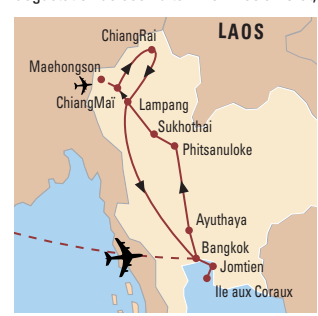 ChiangRai
LAOS
Maehongson
ChiangMaï
Lampang
Sukhothai
Phitsanuloke
Ayuthaya
Bangkok
Jomtien
Ile aux Coraux